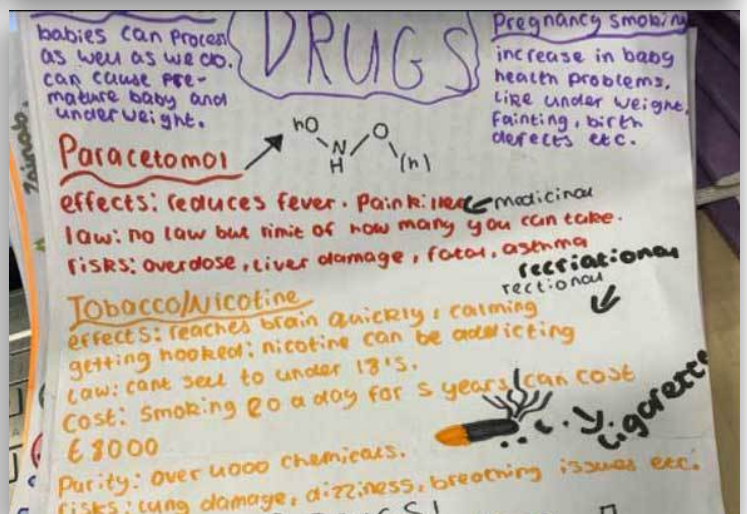 DRUGS
babies can process
as well as we do.
can cause pre-
mature baby and
underweight.
Pregnancy smoking
increase in baby
health problems,
like under weight,
fainting, birth
defects etc.
Paracetomol
hO
N
H
O
(h)
effects: reduces fever. Painkiller
medicinal
law: no law but limit of how many you can take.
risks: overdose, liver damage, fatal, asthma
recriational
rectional
Tobacco/Nicotine
effects: reaches brain quickly, calming
getting hooked: nicotine can be addicting
Law: cant sell to under 18's.
Cost: Smoking 20 a day for 5 years, can cost
£8000
Cigarette
Purity: over 4000 chemicals.
risks: lung damage, dizziness, breathing issues etc.